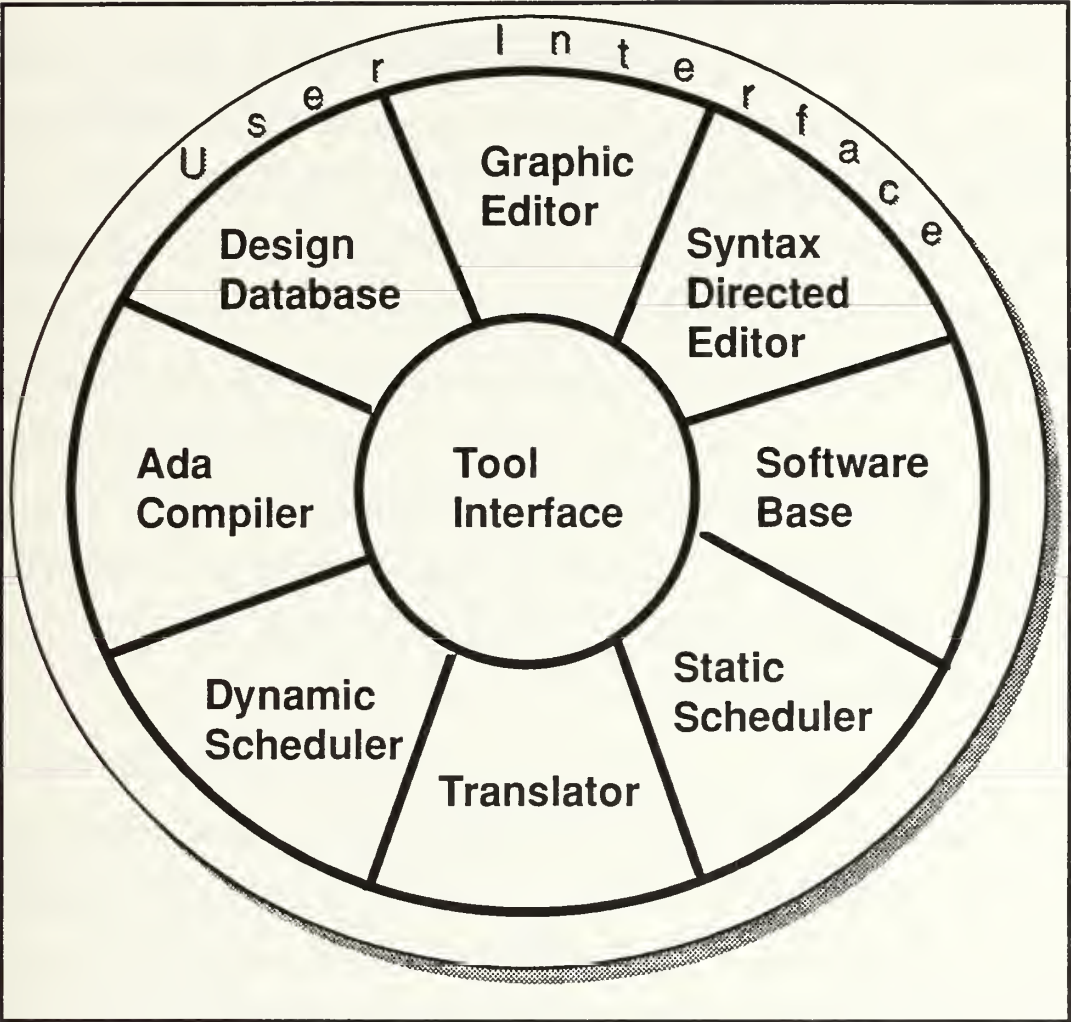 User Interface
Graphic
Editor
Syntax
Directed
Editor
Design
Database
Ada
Compiler
Tool
Interface
Software
Base
Static
Scheduler
Dynamic
Scheduler
Translator